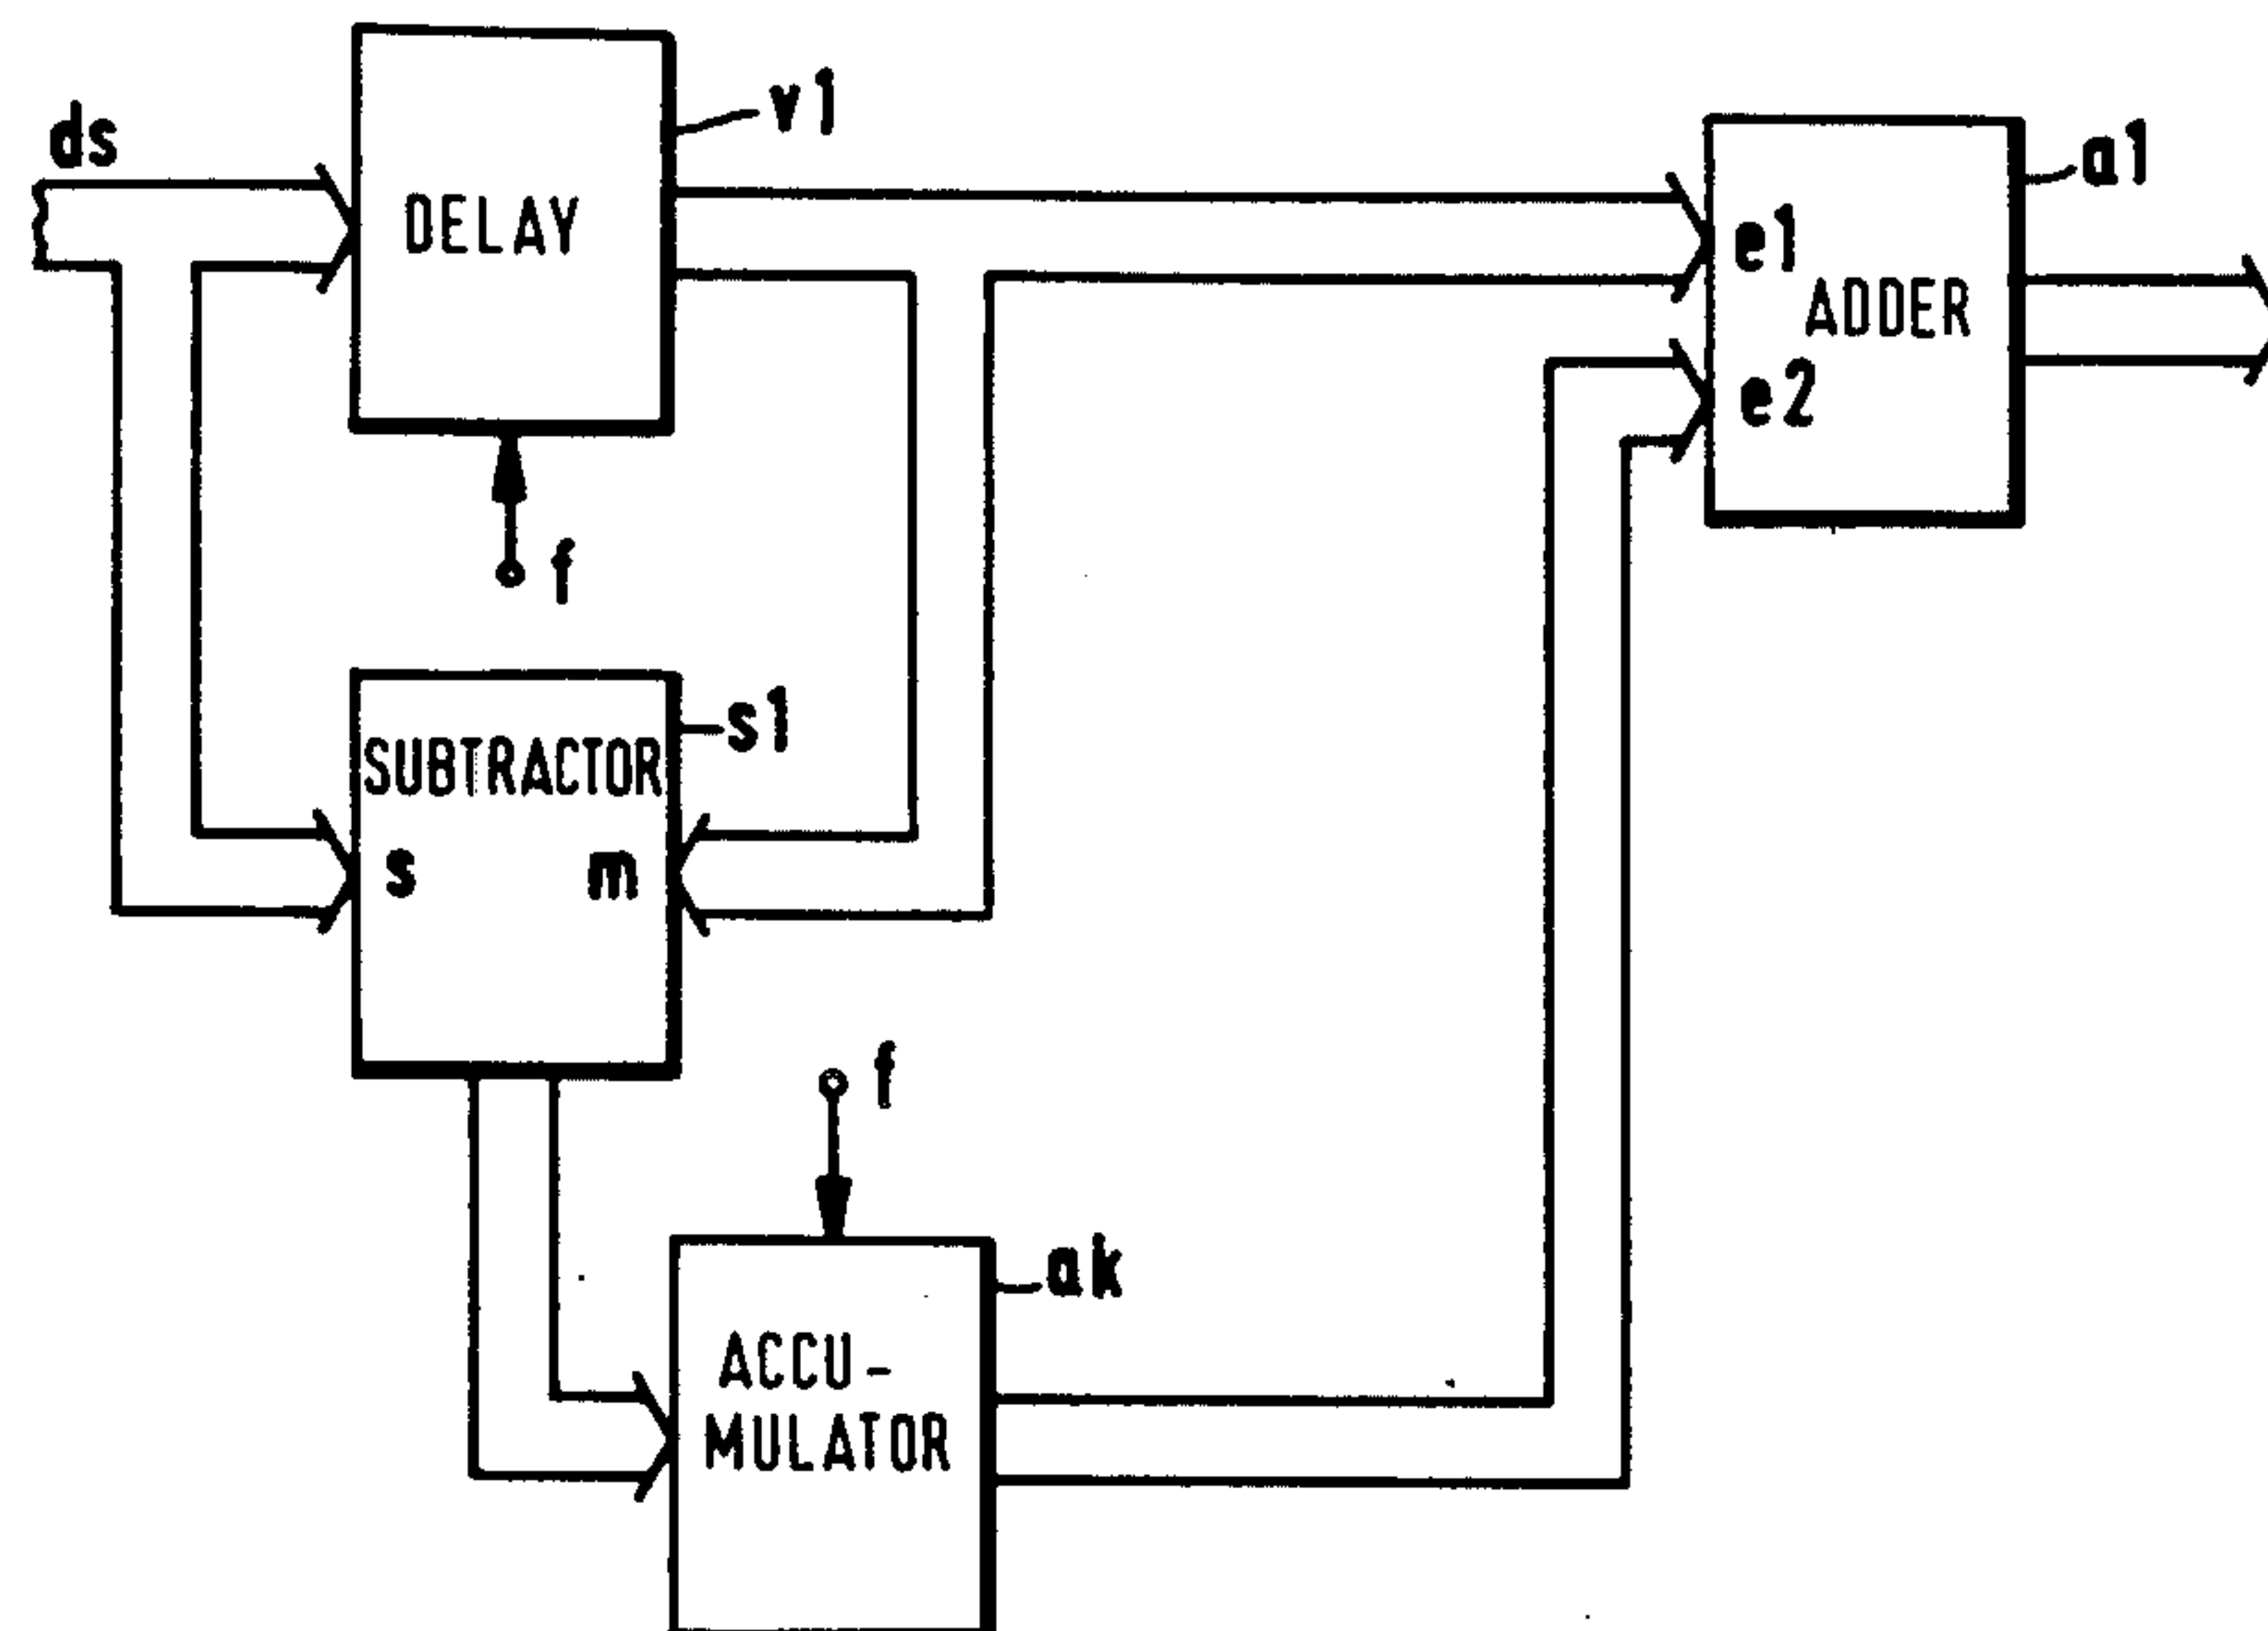 ds
v1
DELAY
a1
e1
ADDER
e2
f
s1
SUBTRACTOR
s m
f
ak
ACCU-
MULATOR